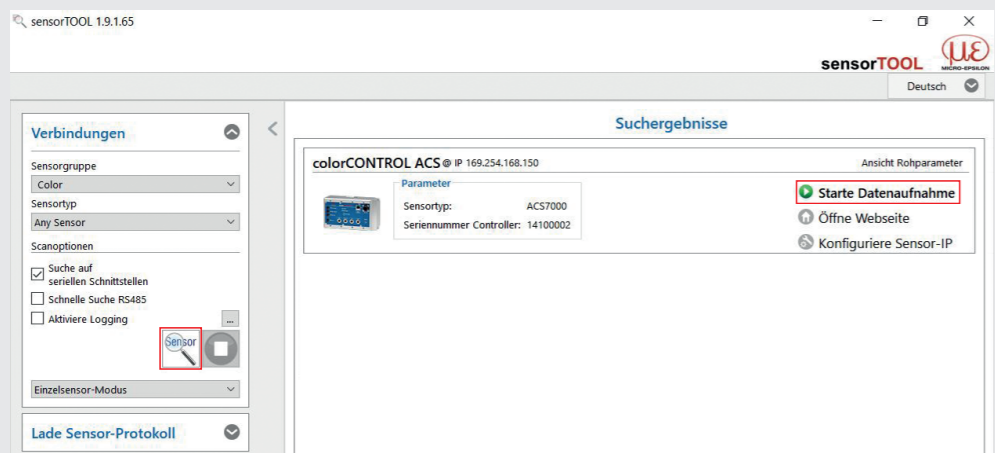 sensorTOOL 1.9.1.65
sensorTOOL
µε
MICRO-EPSILON
Deutsch
Verbindungen
Sensorgruppe
Color
Sensortyp
Any Sensor
Scanoptionen
Suche auf
seriellen Schnittstellen
Schnelle Suche RS485
Aktiviere Logging
...
Sensor
Einzelsensor-Modus
Lade Sensor-Protokoll
Suchergebnisse
colorCONTROL ACS @ IP 169.254.168.150
Ansicht Rohparameter
Parameter
Sensortyp: ACS7000
Seriennummer Controller: 14100002
Starte Datenaufnahme
Öffne Webseite
Konfiguriere Sensor-IP